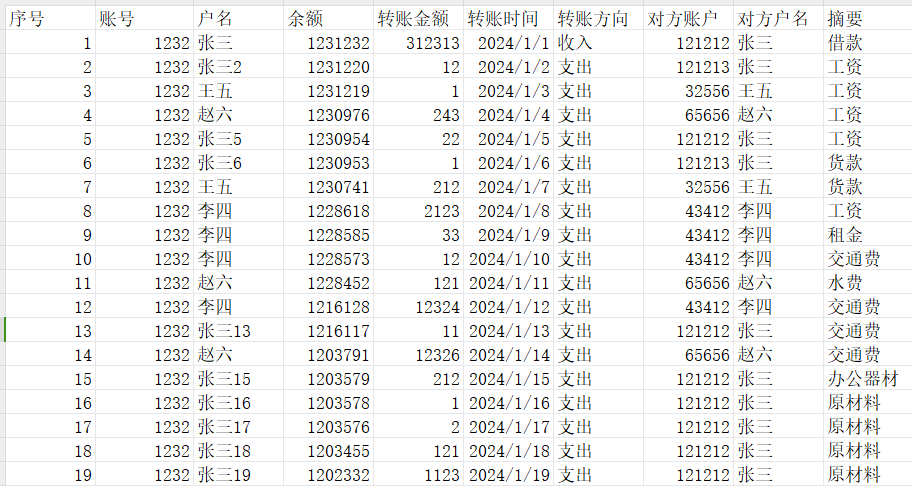 序号 账号 户名 余额 转账金额 转账时间 转账方向 对方账户 对方户名 摘要
1 1232 张三 1231232 312313 2024/1/1 收入 121212 张三 借款
2 1232 张三2 1231220 12 2024/1/2 支出 121213 张三 工资
3 1232 王五 1231219 1 2024/1/3 支出 32556 王五 工资
4 1232 赵六 1230976 243 2024/1/4 支出 65656 赵六 工资
5 1232 张三5 1230954 22 2024/1/5 支出 121212 张三 工资
6 1232 张三6 1230953 1 2024/1/6 支出 121213 张三 货款
7 1232 王五 1230741 212 2024/1/7 支出 32556 王五 货款
8 1232 李四 1228618 2123 2024/1/8 支出 43412 李四 工资
9 1232 李四 1228585 33 2024/1/9 支出 43412 李四 租金
10 1232 李四 1228573 12 2024/1/10 支出 43412 李四 交通费
11 1232 赵六 1228452 121 2024/1/11 支出 65656 赵六 水费
12 1232 李四 1216128 12324 2024/1/12 支出 43412 李四 交通费
13 1232 张三13 1216117 11 2024/1/13 支出 121212 张三 交通费
14 1232 赵六 1203791 12326 2024/1/14 支出 65656 赵六 交通费
15 1232 张三15 1203579 212 2024/1/15 支出 121212 张三 办公器材
16 1232 张三16 1203578 1 2024/1/16 支出 121212 张三 原材料
17 1232 张三17 1203576 2 2024/1/17 支出 121212 张三 原材料
18 1232 张三18 1203455 121 2024/1/18 支出 121212 张三 原材料
19 1232 张三19 1202332 1123 2024/1/19 支出 121212 张三 原材料